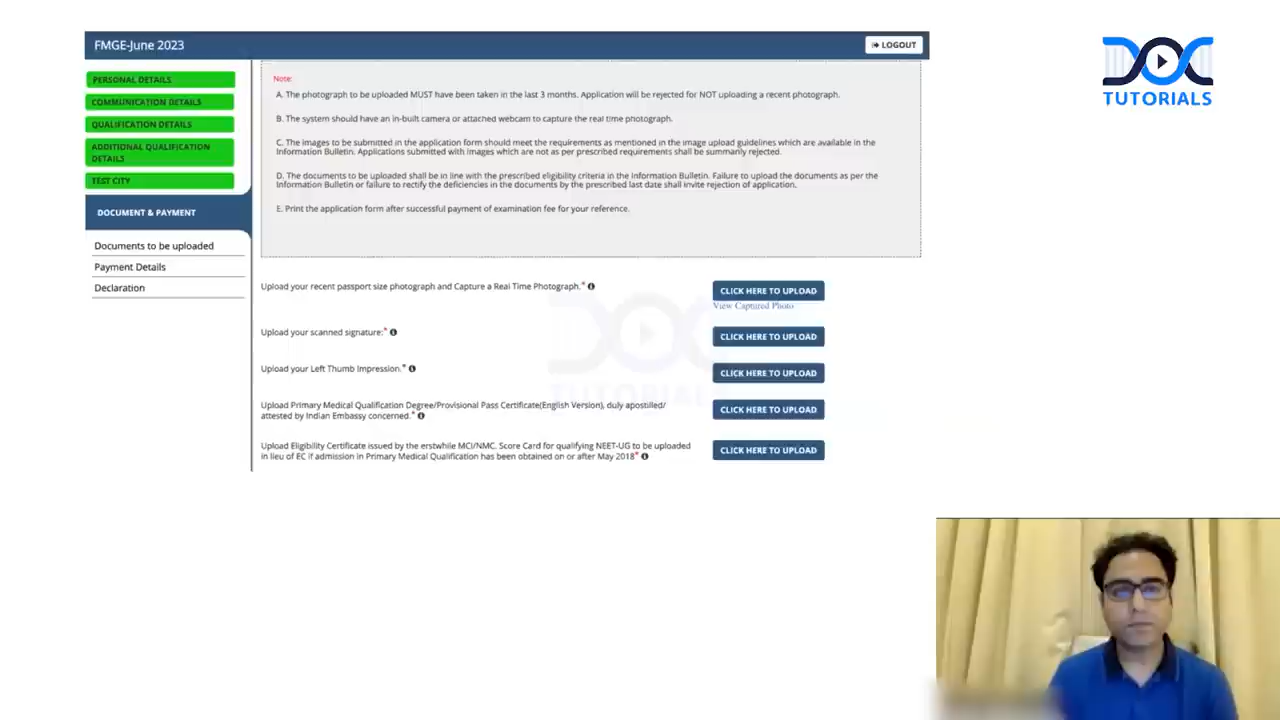 FMGE-June 2023
LOGOUT
DOC
TUTORIALS
PERSONAL DETAILS
COMMUNICATION DETAILS
QUALIFICATION DETAILS
ADDITIONAL QUALIFICATION
DETAILS
TEST CITY
DOCUMENT & PAYMENT
Documents to be uploaded
Payment Details
Declaration
Note:
A. The photograph to be uploaded MUST have been taken in the last 3 months. Application will be rejected for NOT uploading a recent photograph.
B. The system should have an in-built camera or attached webcam to capture the real time photograph.
C. The images to be submitted in the application form should meet the requirements as mentioned in the image upload guidelines which are available in the
Information Bulletin. Applications submitted with images which are not as per prescribed requirements shall be summarily rejected.
D. The documents to be uploaded shall be in line with the prescribed eligibility criteria in the Information Bulletin. Failure to upload the documents as per the
Information Bulletin or failure to rectify the deficiencies in the documents by the prescribed last date shall invite rejection of application.
E. Print the application form after successful payment of examination fee for your reference.
Upload your recent passport size photograph and Capture a Real Time Photograph.*
CLICK HERE TO UPLOAD
View Captured Photo
Upload your scanned signature:*
CLICK HERE TO UPLOAD
Upload your Left Thumb Impression.*
CLICK HERE TO UPLOAD
Upload Primary Medical Qualification Degree/Provisional Pass Certificate(English Version), duly apostilled/
attested by Indian Embassy concerned.*
CLICK HERE TO UPLOAD
Upload Eligibility Certificate issued by the erstwhile MCI/NMC. Score Card for qualifying NEET-UG to be uploaded
in lieu of EC if admission in Primary Medical Qualification has been obtained on or after May 2018*
CLICK HERE TO UPLOAD
DOC
TUTORIALS